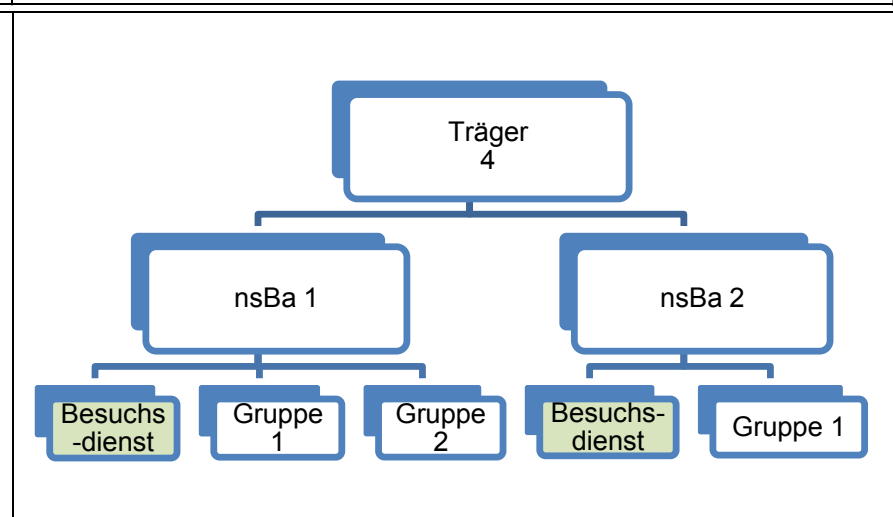 Träger
4
nsBa 1
nsBa 2
Besuchs
-dienst
Gruppe
1
Gruppe
2
Besuchs-
dienst
Gruppe 1